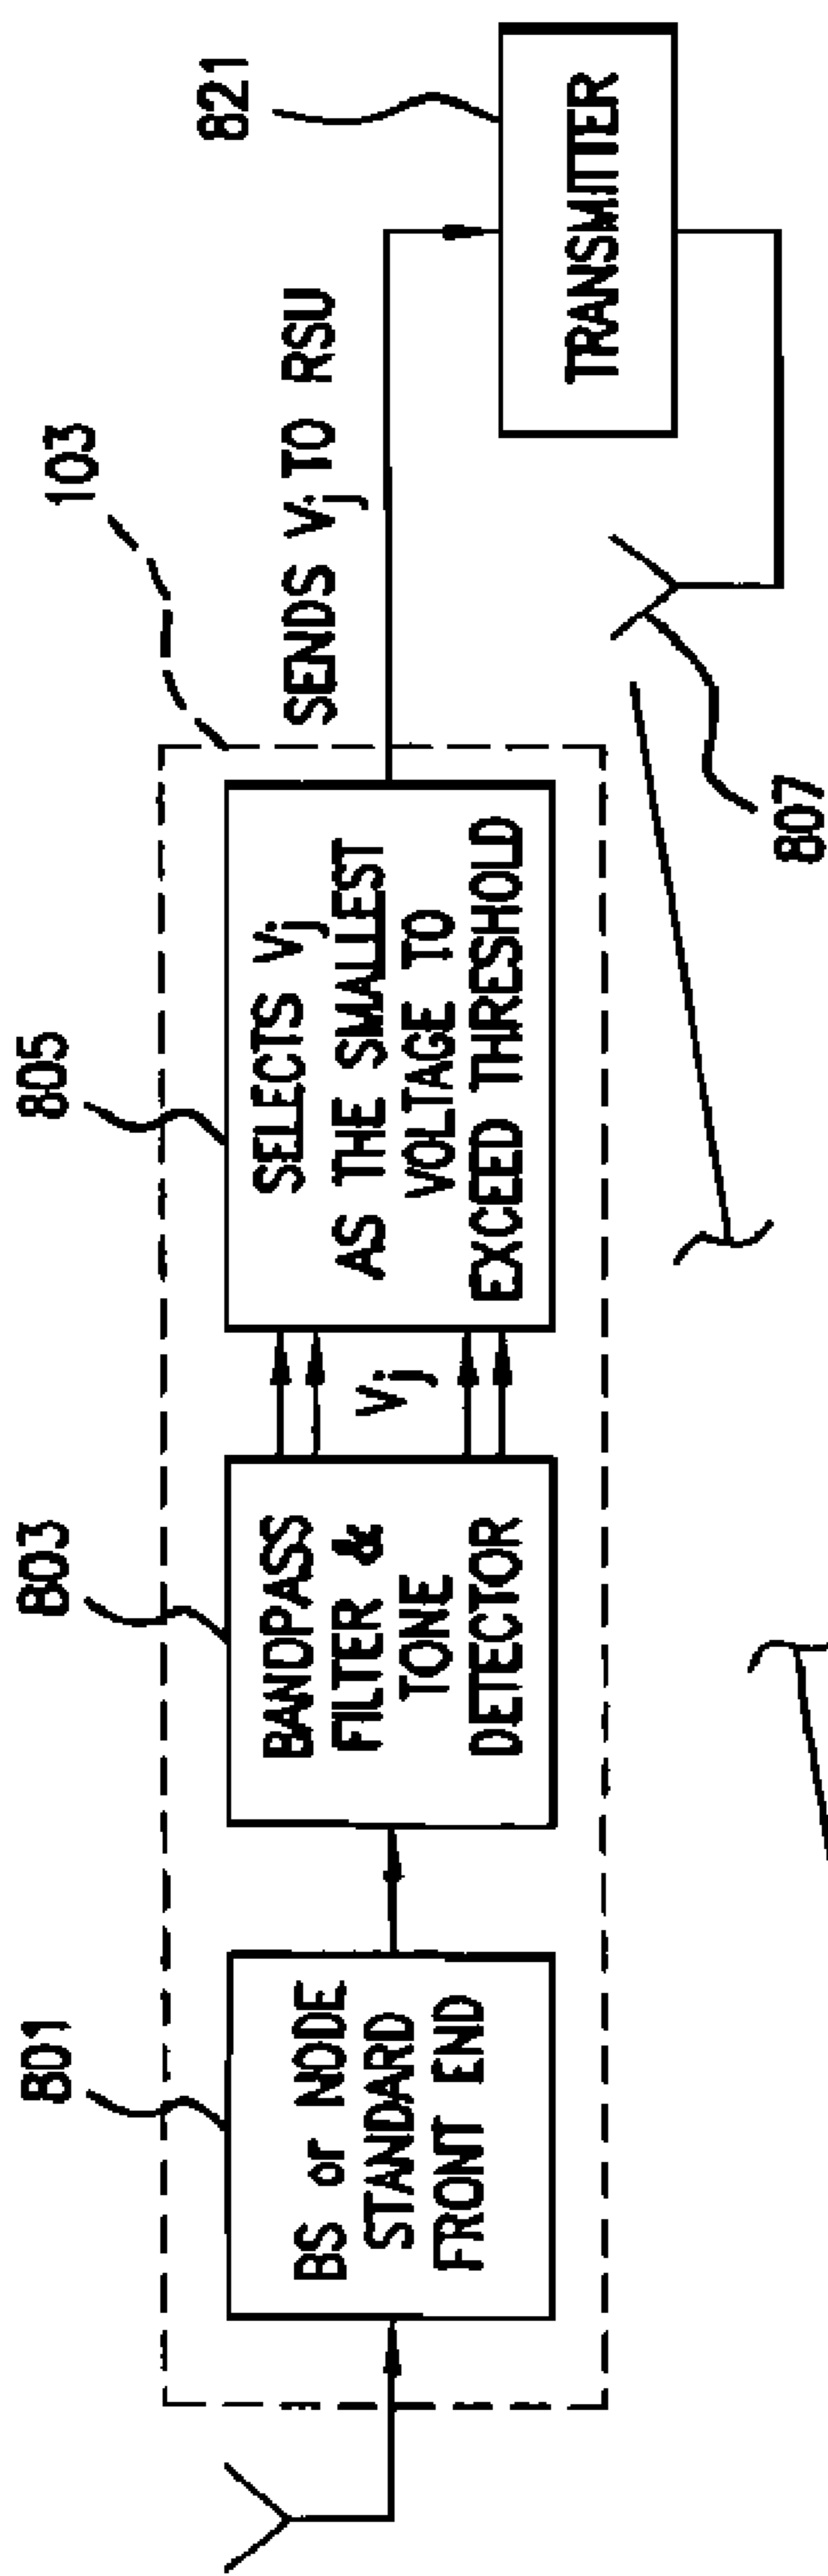 801
BS or NODE
STANDARD
FRONT END
803
BANDPASS
FILTER &
TONE
DETECTOR
Vj
805
SELECTS Vj
AS THE SMALLEST
VOLTAGE TO
EXCEED THRESHOLD
103
SENDS Vj TO RSU
821
TRANSMITTER
807